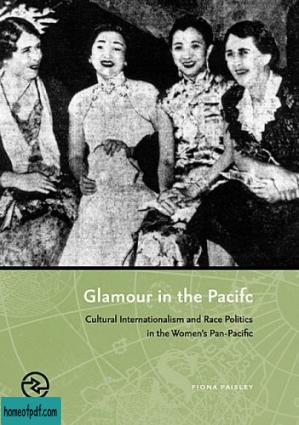 Glamour in the Pacifc
Cultural Internationalism and Race Politics
in the Women's Pan-Pacific
FIONA PAISLEY
homeofpdf.com